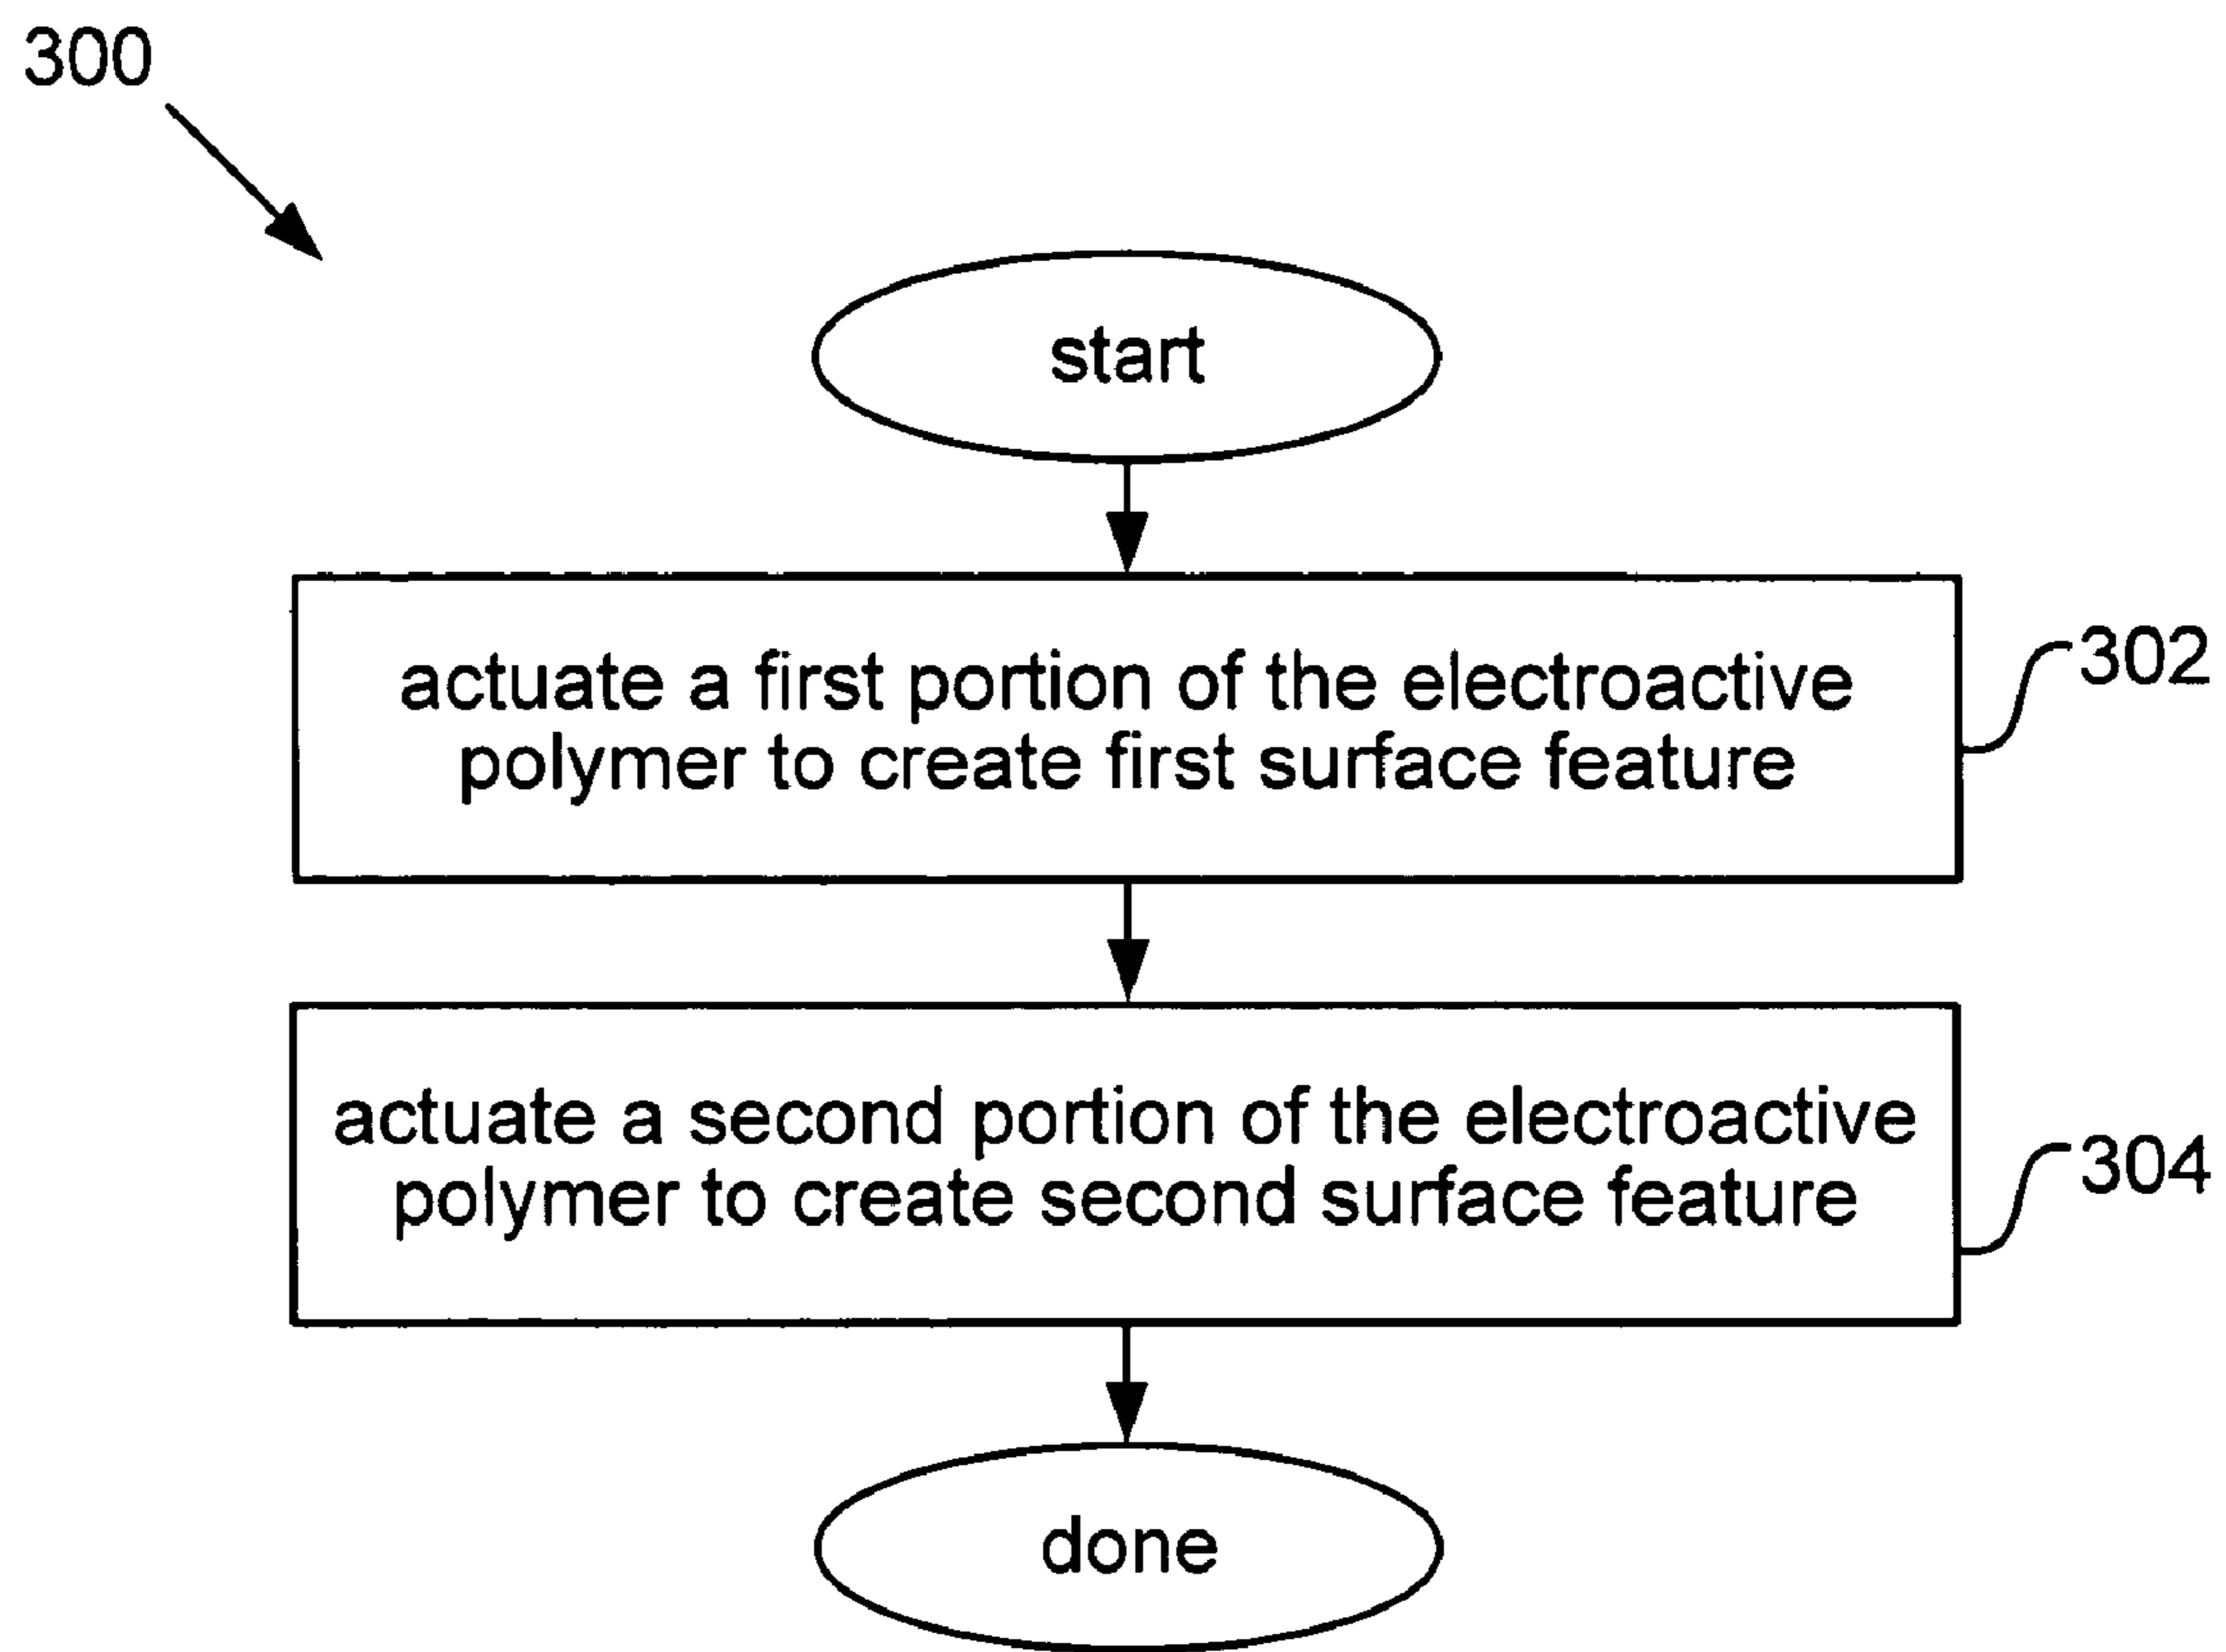 300
start
actuate a first portion of the electroactive
polymer to create first surface feature
302
actuate a second portion of the electroactive
polymer to create second surface feature
304
done